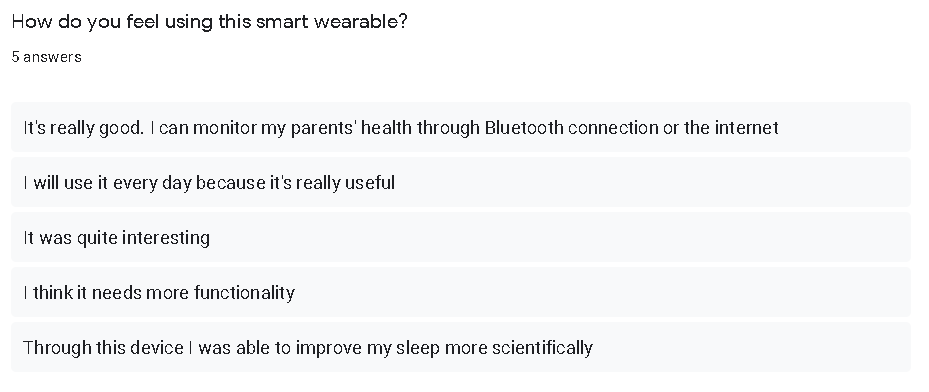 How do you feel using this smart wearable?
5 answers
It's really good. I can monitor my parents' health through Bluetooth connection or the internet
I will use it every day because it's really useful
It was quite interesting
I think it needs more functionality
Through this device I was able to improve my sleep more scientifically